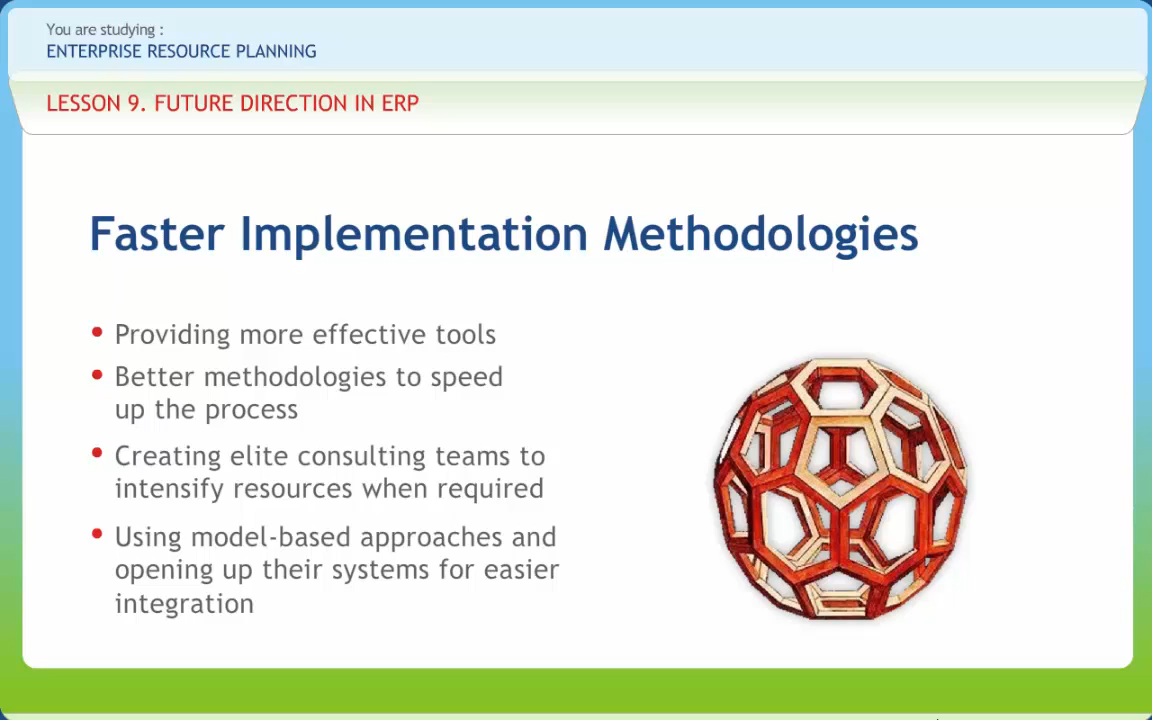 You are studying :
ENTERPRISE RESOURCE PLANNING
LESSON 9. FUTURE DIRECTION IN ERP
Faster Implementation Methodologies
• Providing more effective tools
• Better methodologies to speed
up the process
• Creating elite consulting teams to
intensify resources when required
• Using model-based approaches and
opening up their systems for easier
integration